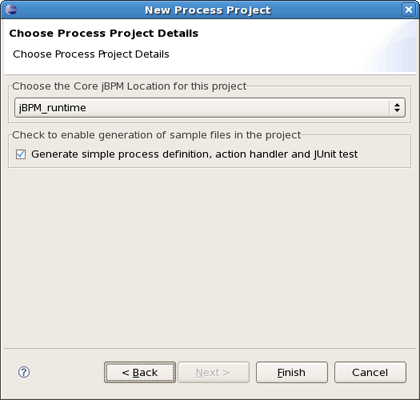 New Process Project
Choose Process Project Details
Choose Process Project Details
Choose the Core jBPM Location for this project
jBPM_runtime
Check to enable generation of sample files in the project
Generate simple process definition, action handler and JUnit test
?
< Back
Next >
Finish
Cancel